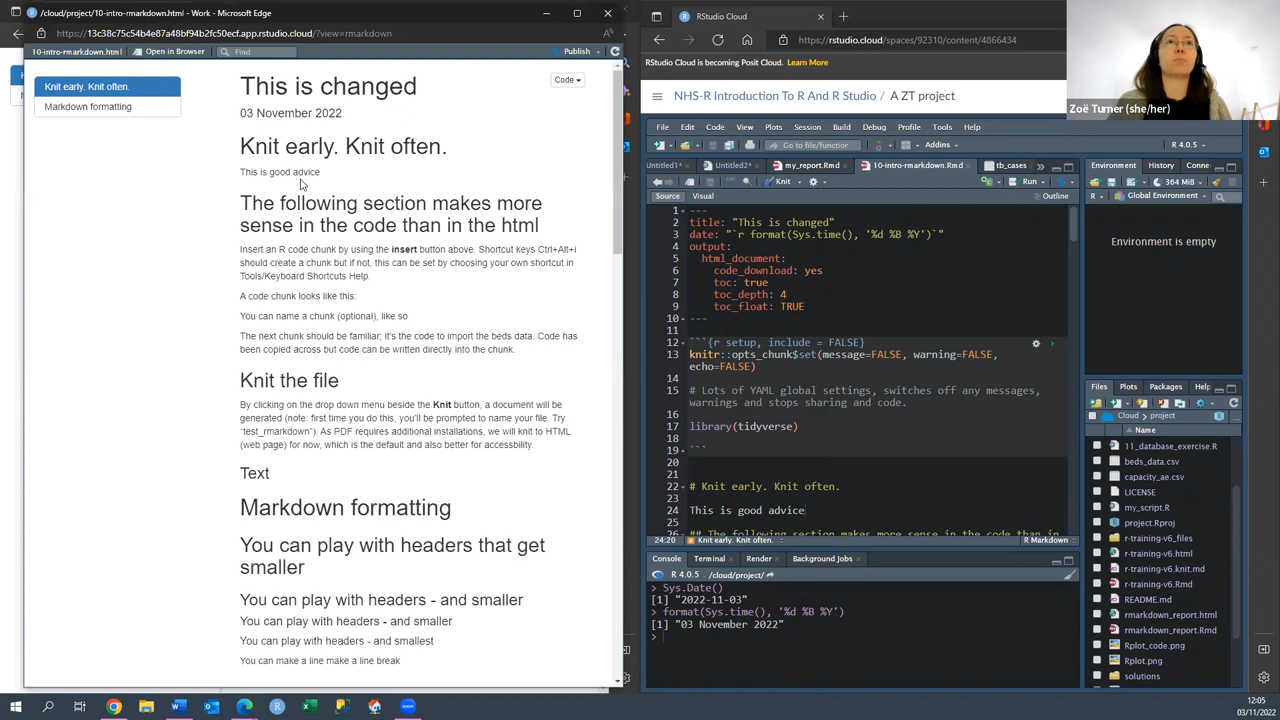 /cloud/project/10-intro-rmarkdown.html - Work - Microsoft Edge
https://13c38c75c54b4e87a48bf94b2fc50ecf.app.rstudio.cloud/?view=rmarkdown
10-intro-rmarkdown.html
Open in Browser
Find
Publish
Knit early. Knit often.
Markdown formatting
This is changed
Code
03 November 2022
Knit early. Knit often.
This is good advice
The following section makes more
sense in the code than in the html
Insert an R code chunk by using the insert button above. Shortcut keys Ctrl+Alt+i
should create a chunk but if not, this can be set by choosing your own shortcut in
Tools/Keyboard Shortcuts Help.
A code chunk looks like this:
You can name a chunk (optional), like so
The next chunk should be familiar; it's the code to import the beds data. Code has
been copied across but code can be written directly into the chunk.
Knit the file
By clicking on the drop down menu beside the Knit button, a document will be
generated (note: first time you do this, you'll be prompted to name your file. Try
“test_rmarkdown”). As PDF requires additional installations, we will knit to HTML
(web page) for now, which is the default and also better for accessbility.
Text
Markdown formatting
You can play with headers that get
smaller
You can play with headers - and smaller
You can play with headers - and smaller
You can play with headers - and smallest
You can make a line make a line break
RStudio Cloud
https://rstudio.cloud/spaces/92310/content/4866434
RStudio Cloud is becoming Posit Cloud. Learn More
NHS-R Introduction To R And R Studio / A ZT project
Zoë Turner (she/her)
File Edit Code View Plots Session Build Debug Profile Tools Help
Go to file/function
Addins
R 4.0.5
Untitled1*
Untitled2*
my_report.Rmd
10-intro-rmarkdown.Rmd
tb_cases
Knit
Run
Source Visual
Outline
1 ---
2 title: "This is changed"
3 date: "`r format(Sys.time(), '%d %B %Y')`"
4 output:
5 html_document:
6 code_download: yes
7 toc: true
8 toc_depth: 4
9 toc_float: TRUE
10 ---
11
12 ```{r setup, include = FALSE}
13 knitr::opts_chunk$set(message=FALSE, warning=FALSE,
echo=FALSE)
14
15 # Lots of YAML global settings, switches off any messages,
warnings and stops sharing and code.
16
17 library(tidyverse)
18
19 ```
20
21
22 # Knit early. Knit often.
23
24 This is good advice
25
26 ## The following section makes more sense in the code than in
24:20
Knit early. Knit often.
R Markdown
Console Terminal Render Background Jobs
R 4.0.5 . /cloud/project/
> Sys.Date()
[1] "2022-11-03"
> format(Sys.time(), '%d %B %Y')
[1] "03 November 2022"
>
Environment History Conne
364 MiB
R
Global Environment
Environment is empty
Files Plots Packages Help
Cloud project
Name
11_database_exercise.R
beds_data.csv
capacity_ae.csv
LICENSE
my_script.R
project.Rproj
r-training-v6_files
r-training-v6.html
r-training-v6.knit.md
r-training-v6.Rmd
README.md
rmarkdown_report.html
rmarkdown_report.Rmd
Rplot_code.png
Rplot.png
solutions
12:05
03/11/2022